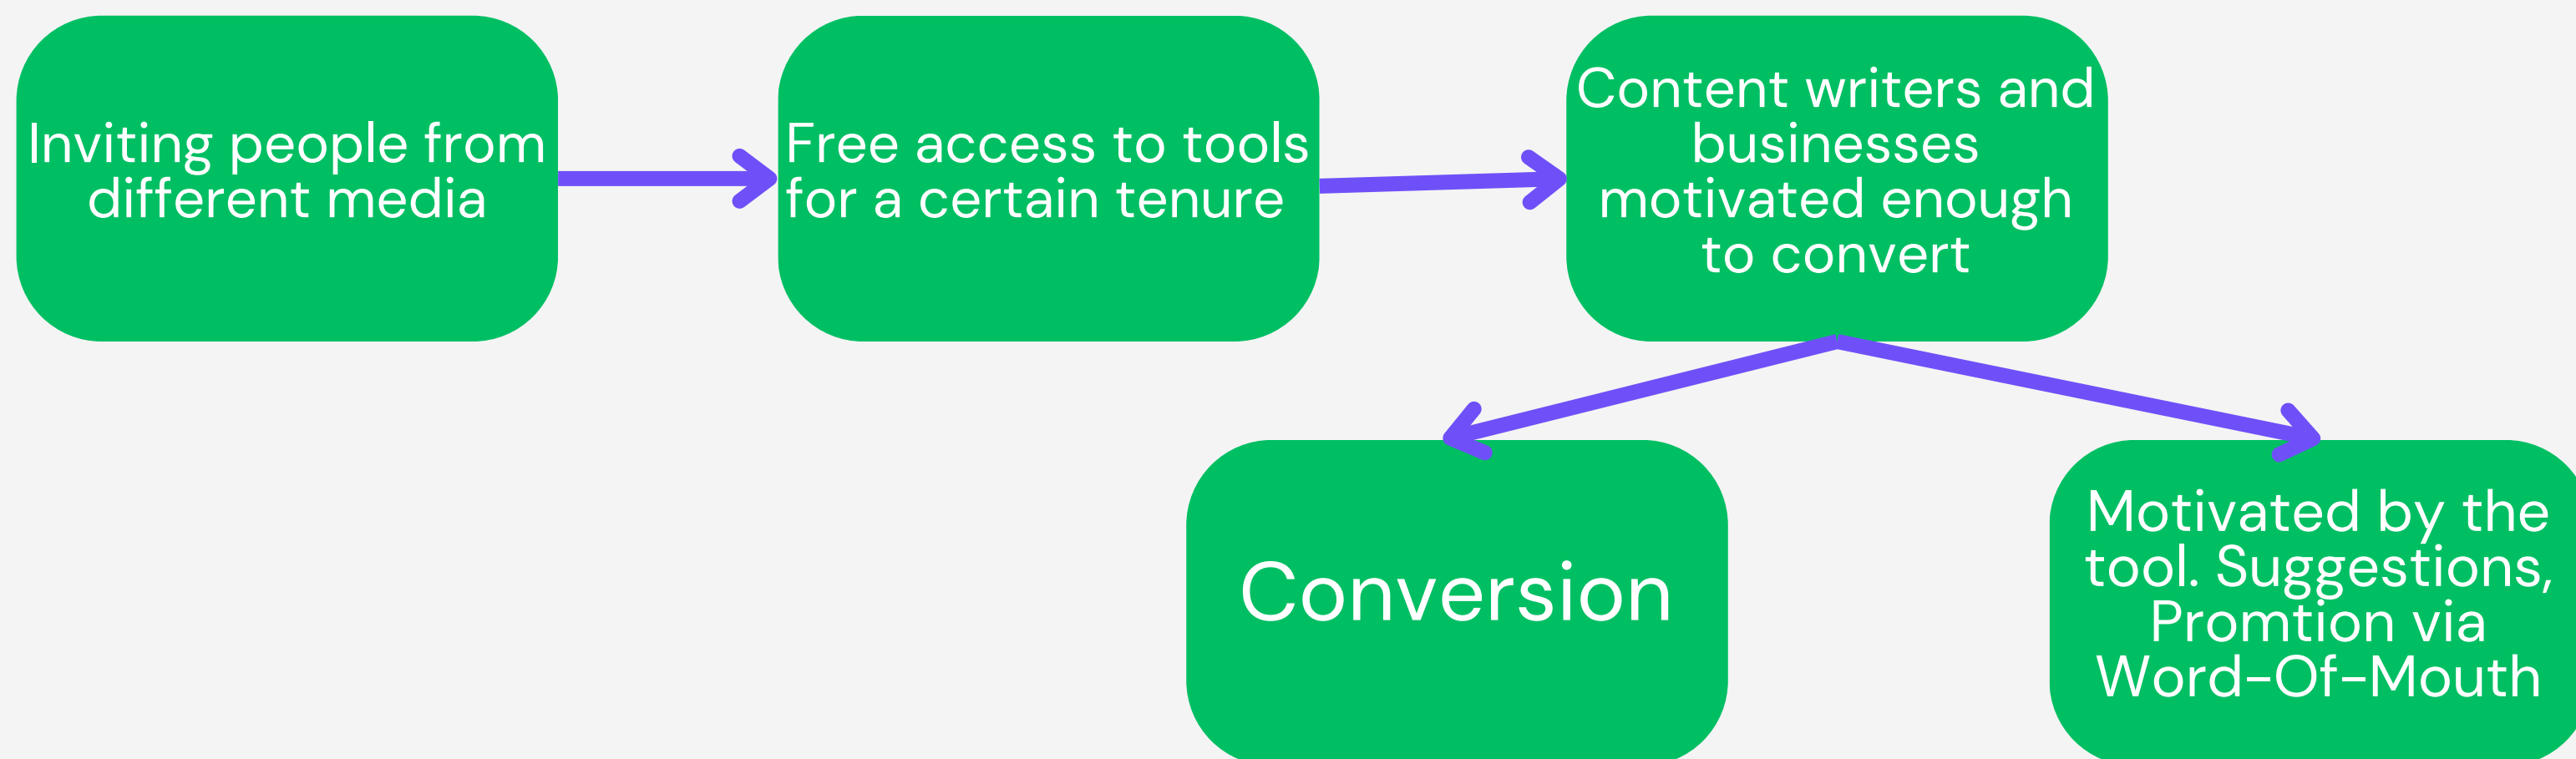 Inviting people from
different media
Free access to tools
for a certain tenure
Content writers and
businesses
motivated enough
to convert
Conversion
Motivated by the
tool. Suggestions,
Promtion via
Word-Of-Mouth